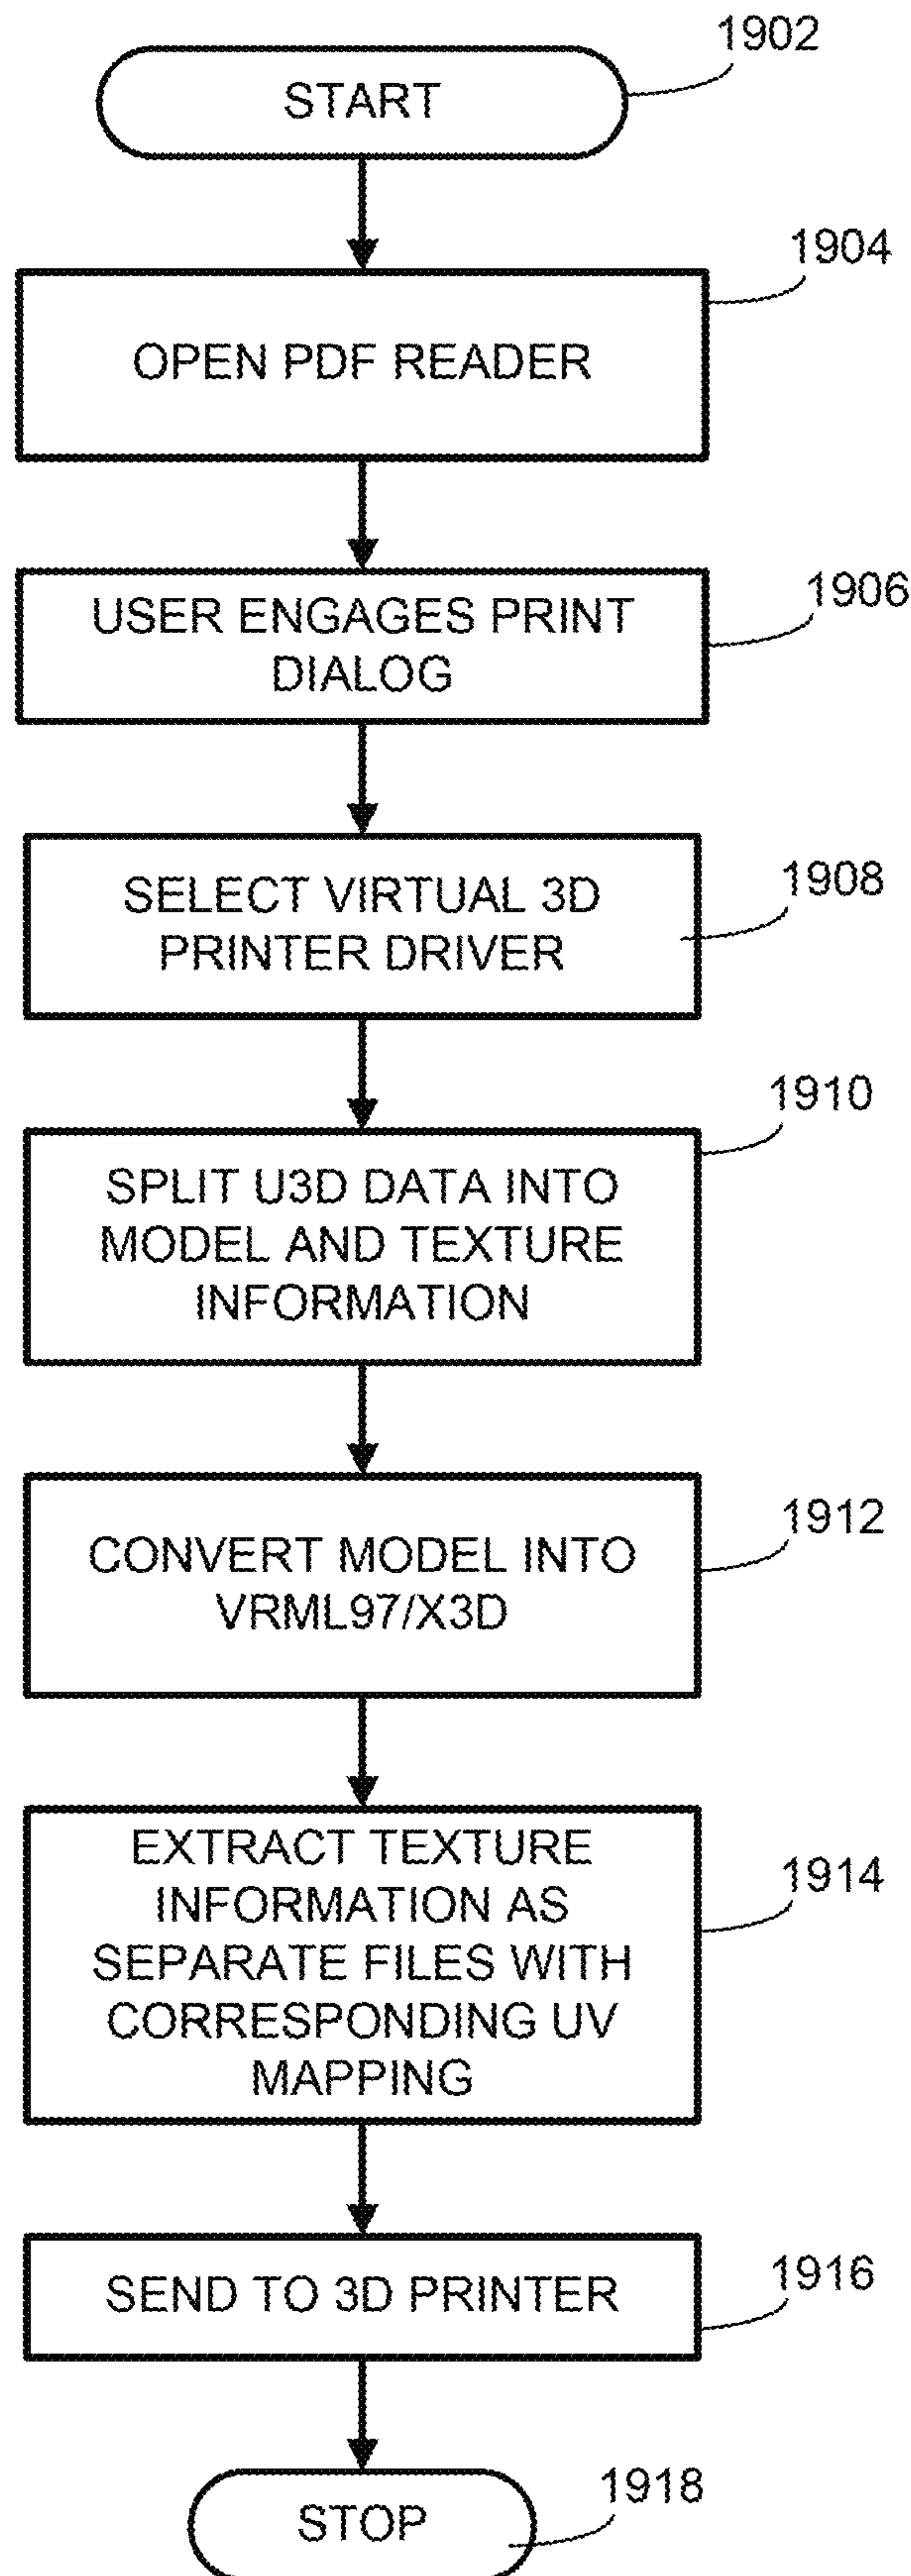 1902
START
1904
OPEN PDF READER
1906
USER ENGAGES PRINT
DIALOG
1908
SELECT VIRTUAL 3D
PRINTER DRIVER
1910
SPLIT U3D DATA INTO
MODEL AND TEXTURE
INFORMATION
1912
CONVERT MODEL INTO
VRML97/X3D
1914
EXTRACT TEXTURE
INFORMATION AS
SEPARATE FILES WITH
CORRESPONDING UV
MAPPING
1916
SEND TO 3D PRINTER
1918
STOP